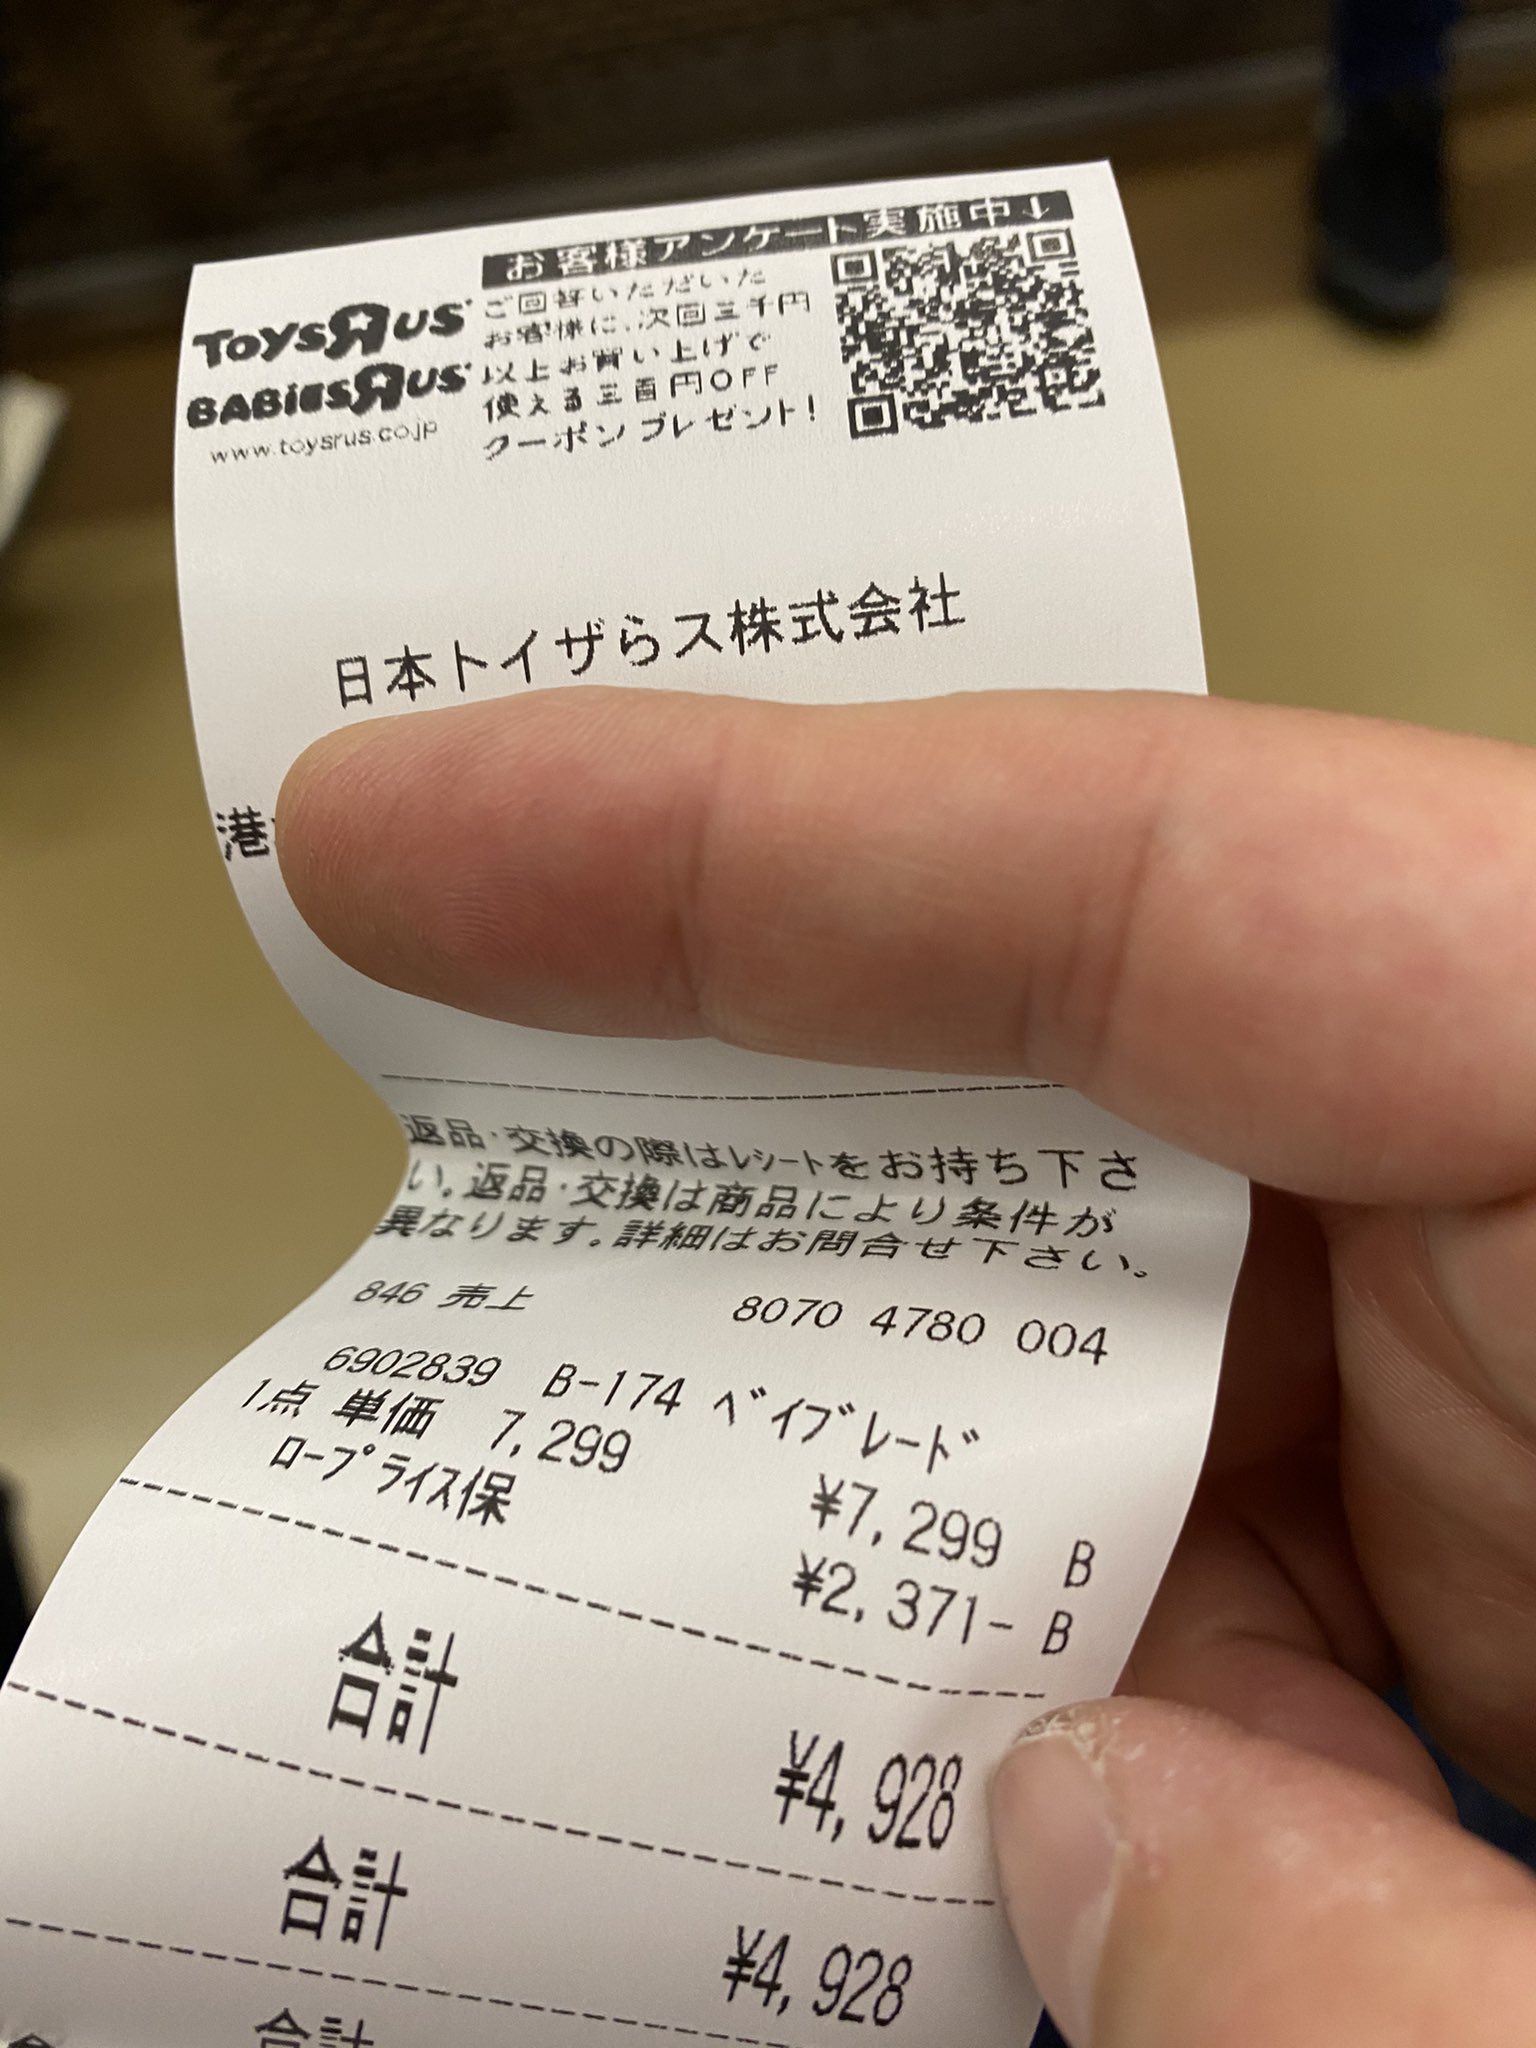 お客様アンケート実施中↓
TOYSЯUS
BABIESЯUS
www.toysrus.co.jp
ご回答いただいた
お客様に、次回三千円
以上お買い上げで
使える三百円OFF
クーポンプレゼント!
日本トイザらス株式会社
港
返品・交換の際はレシートをお持ち下さ
い。返品・交換は商品により条件が
異なります。詳細はお問合せ下さい。
846 売上 8070 4780 004
6902839 B-174 ベイブレード
1点 単価 7,299 ¥7,299 B
ロープライス保 ¥2,371- B
合計 ¥4,928
合計 ¥4,928
合計